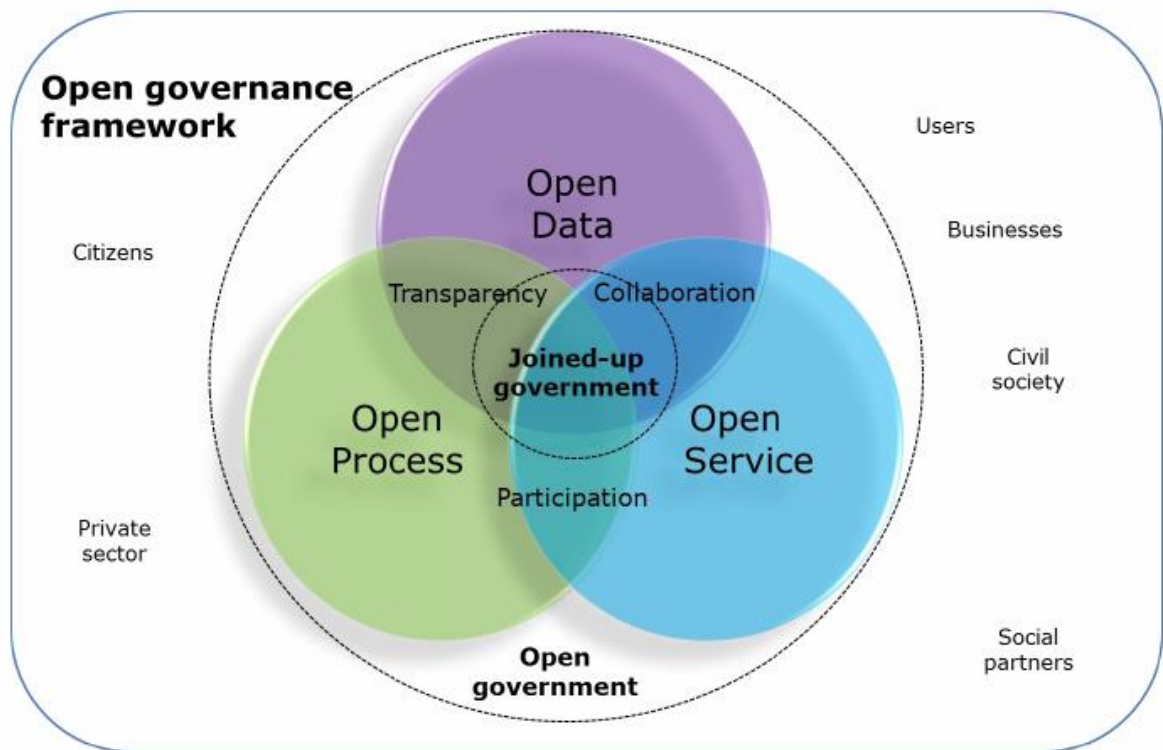 Open governance
framework
Users
Open
Data
Businesses
Citizens
Transparency
Collaboration
Joined-up
government
Civil
society
Open
Process
Open
Service
Participation
Private
sector
Social
partners
Open
government